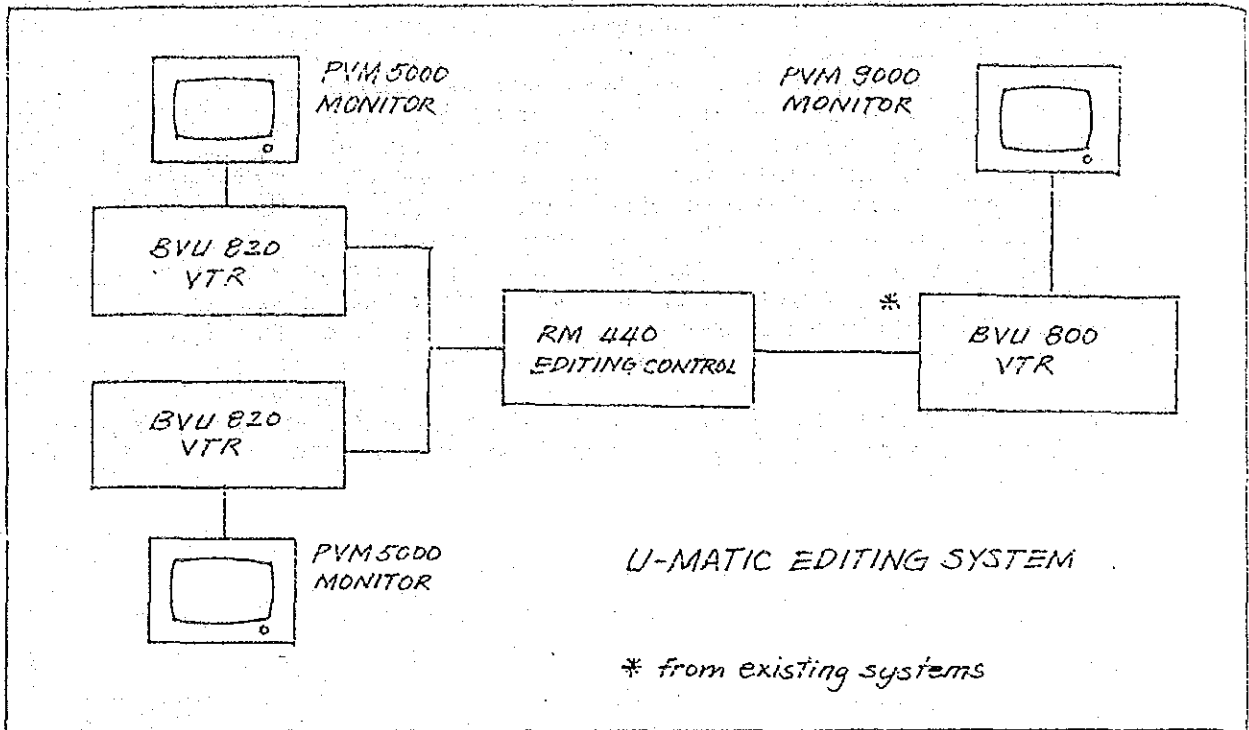 PVM 5000
MONITOR
PVM 9000
MONITOR
BVU 820
VTR
*
RM 440
EDITING CONTROL
BVU 800
VTR
BVU 820
VTR
PVM 5000
MONITOR
U-MATIC EDITING SYSTEM
* from existing systems